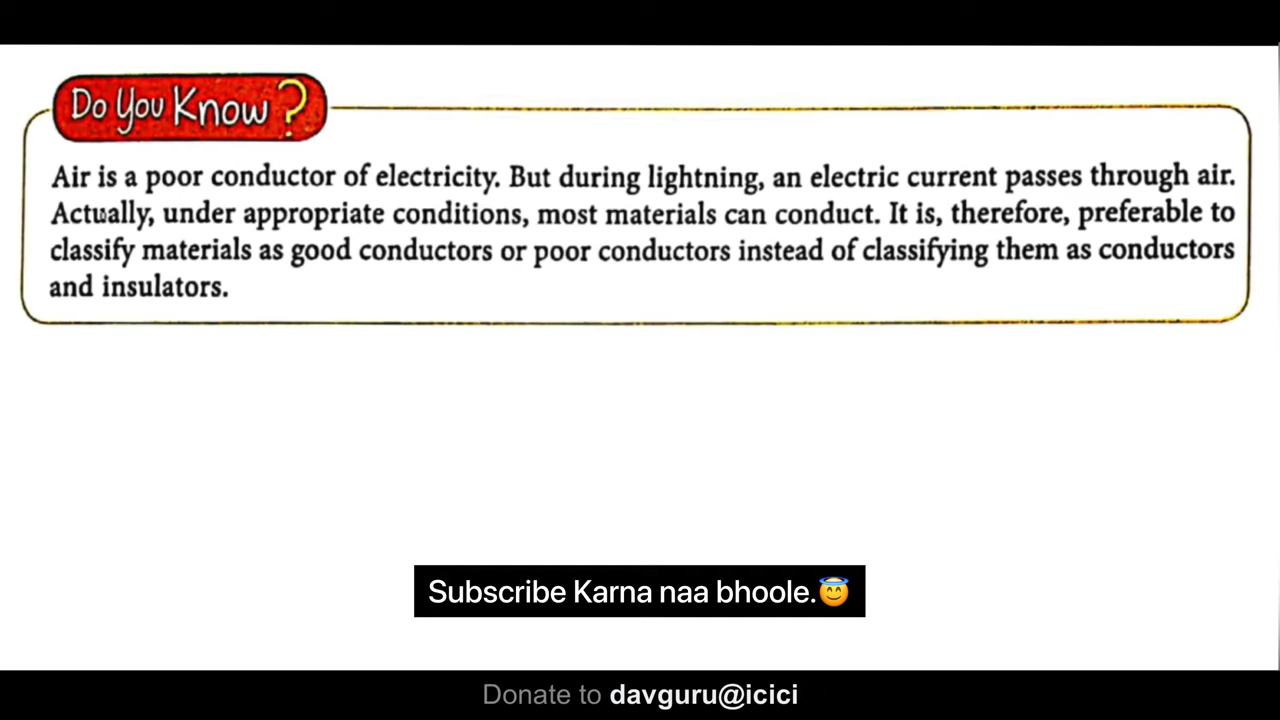 Do You Know ?
Air is a poor conductor of electricity. But during lightning, an electric current passes through air.
Actually, under appropriate conditions, most materials can conduct. It is, therefore, preferable to
classify materials as good conductors or poor conductors instead of classifying them as conductors
and insulators.
Subscribe Karna naa bhoole.😇
Donate to davguru@icici